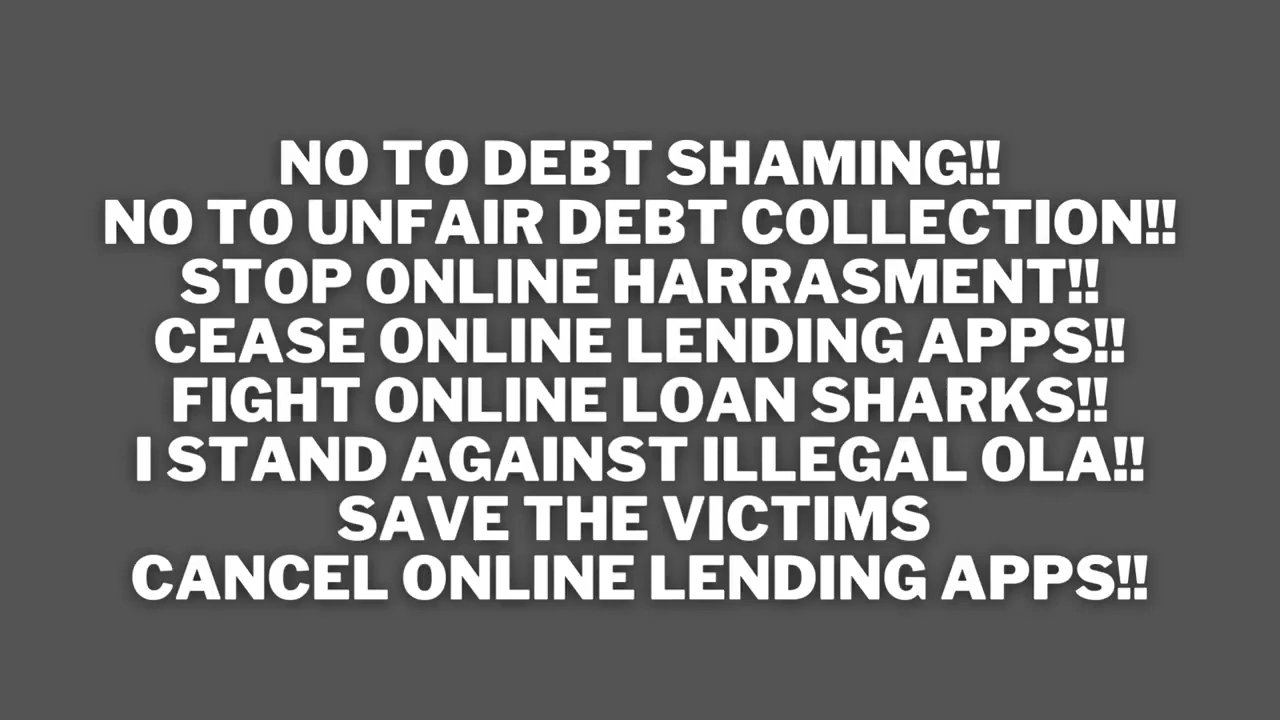 NO TO DEBT SHAMING!!
NO TO UNFAIR DEBT COLLECTION!!
STOP ONLINE HARRASMENT!!
CEASE ONLINE LENDING APPS!!
FIGHT ONLINE LOAN SHARKS!!
I STAND AGAINST ILLEGAL OLA!!
SAVE THE VICTIMS
CANCEL ONLINE LENDING APPS!!